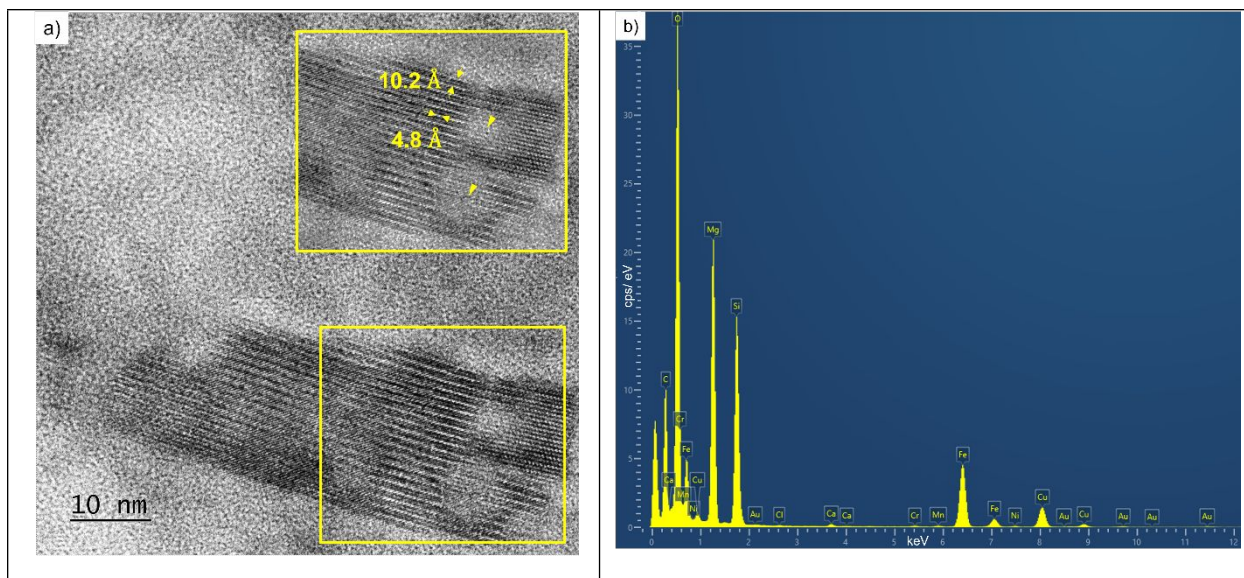 a)
10.2 Å
4.8 Å
10 nm
b)
cps/ eV
35
30
25
20
15
10
5
0
O
Mg
Si
C
Cr
Fe
Ca
Cu
Mn
Ni
Au
Cl
Ca
Ca
Cr
Mn
Fe
Fe
Ni
Cu
Au
Cu
Au
Au
Au
0 1 2 3 4 5 6 7 8 9 10 11 12
keV